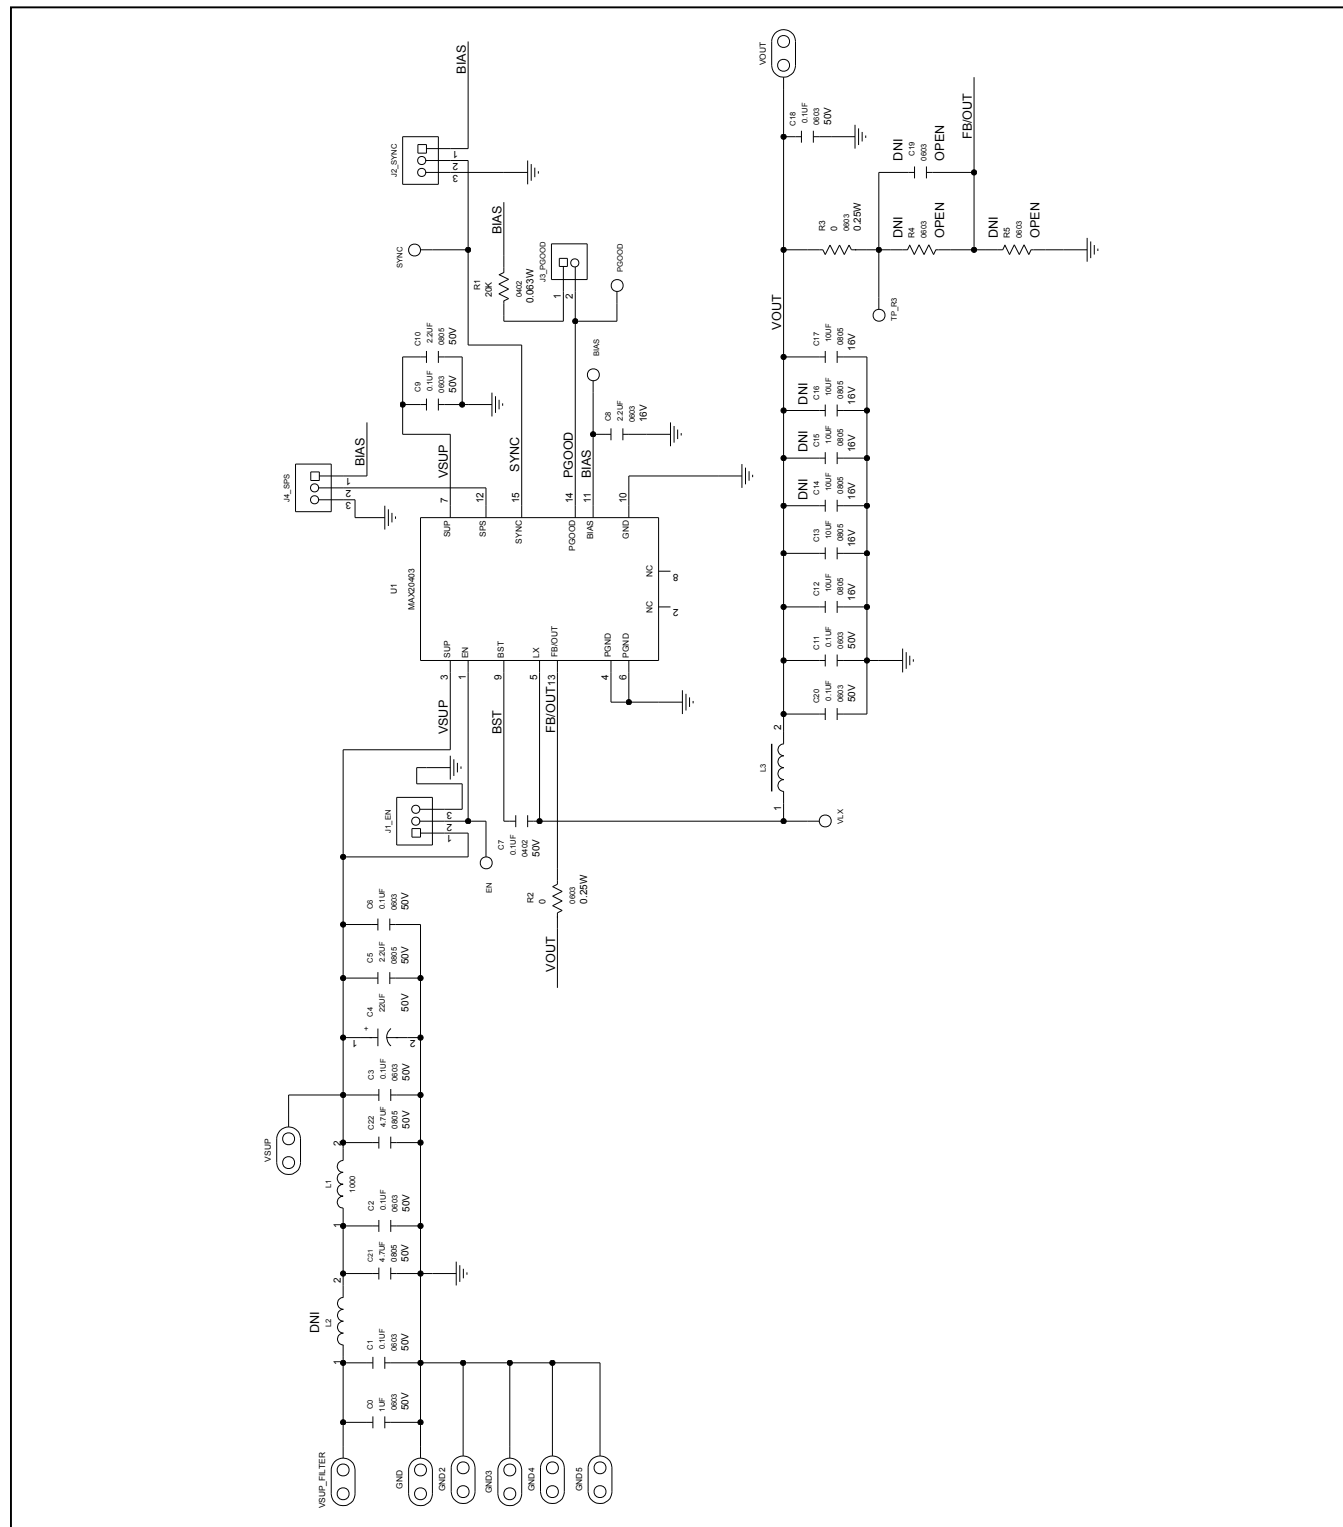 VSUP_FILTER
GND
GND2
GND3
GND4
GND5
C0
1UF
0603
50V
1
C1
0.1UF
0603
50V
DNI
L2
2
C21
4.7UF
0805
50V
1
C2
0.1UF
0603
50V
L1
1000
2
C22
4.7UF
0805
50V
VSUP
C3
0.1UF
0603
50V
1
+
2
C4
22UF
50V
C5
2.2UF
0805
50V
C6
0.1UF
0603
50V
J1_EN
1
2
3
EN
VSUP
3
SUP
1
EN
BST
9
BST
5
LX
FB/OUT
13
FB/OUT
4
PGND
6
PGND
C7
0.1UF
0402
50V
R2
0
0603
0.25W
VOUT
U1
MAX20403
NC
2
NC
8
SUP
7
VSUP
SPS
12
SYNC
15
SYNC
PGOOD
14
PGOOD
BIAS
11
BIAS
GND
10
J4_SPS
1
2
3
BIAS
C9
0.1UF
0603
50V
C10
2.2UF
0805
50V
C8
2.2UF
0603
16V
BIAS
SYNC
J2_SYNC
1
2
3
BIAS
R1
20K
0402
0.063W
BIAS
J3_PGOOD
1
2
PGOOD
VLX
1
L3
2
C20
0.1UF
0603
50V
C11
0.1UF
0603
50V
C12
10UF
0805
16V
C13
10UF
0805
16V
DNI
C14
10UF
0805
16V
DNI
C15
10UF
0805
16V
DNI
C16
10UF
0805
16V
C17
10UF
0805
16V
VOUT
TP_R3
R3
0
0603
0.25W
DNI
R4
0603
OPEN
DNI
R5
0603
OPEN
DNI
C19
0603
OPEN
FB/OUT
C18
0.1UF
0603
50V
VOUT